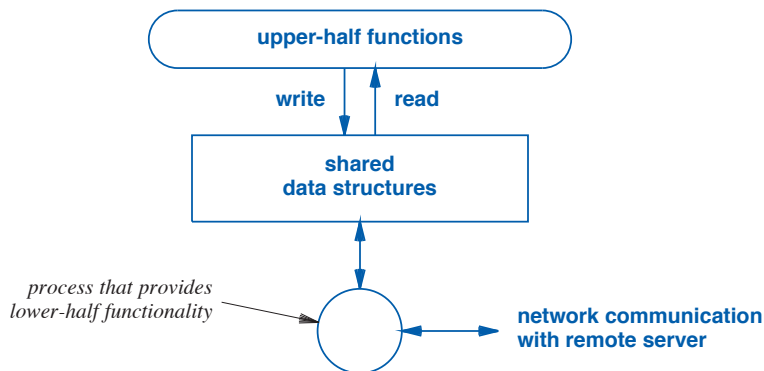 upper-half functions
write
read
shared
data structures
process that provides
lower-half functionality
network communication
with remote server